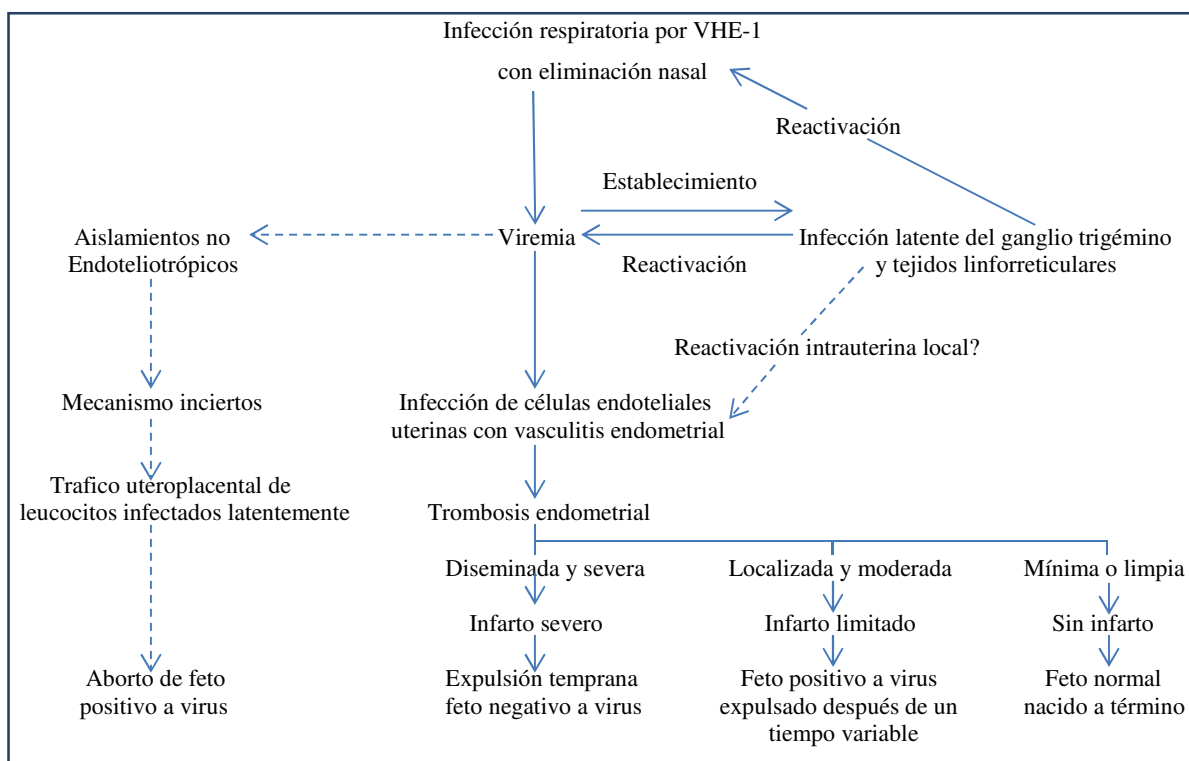 Infección respiratoria por VHE-1
con eliminación nasal
Reactivación
Establecimiento
Aislamientos no
Endoteliotrópicos
Viremia
Infección latente del ganglio trigémino
y tejidos linforreticulares
Reactivación
Reactivación intrauterina local?
Mecanismo inciertos
Infección de células endoteliales
uterinas con vasculitis endometrial
Trafico uteroplacental de
leucocitos infectados latentemente
Trombosis endometrial
Diseminada y severa
Localizada y moderada
Mínima o limpia
Infarto severo
Infarto limitado
Sin infarto
Aborto de feto
positivo a virus
Expulsión temprana
feto negativo a virus
Feto positivo a virus
expulsado después de un
tiempo variable
Feto normal
nacido a término